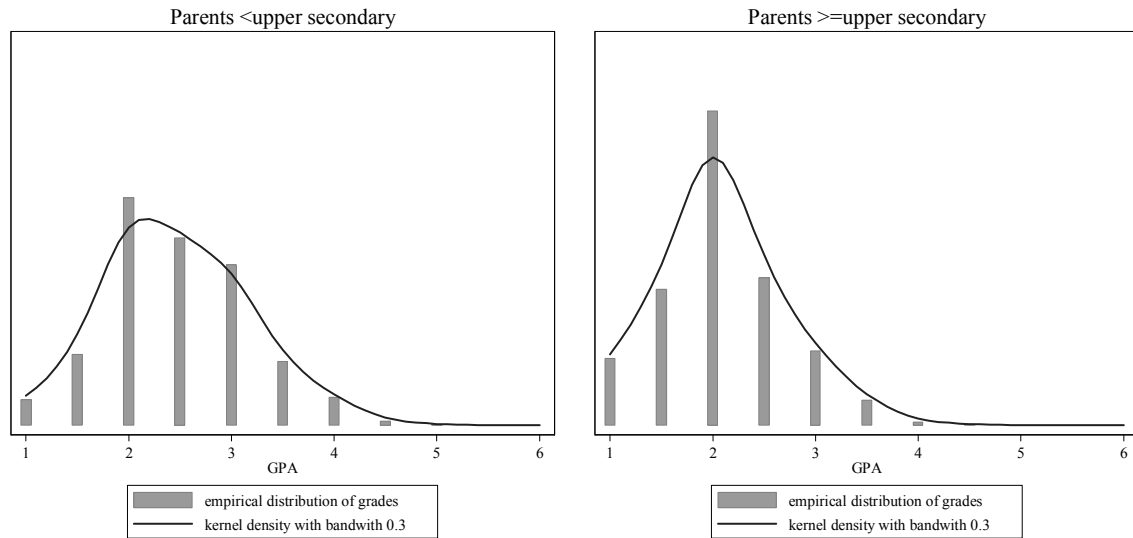 Parents <upper secondary
1 2 3 4 5 6
GPA
empirical distribution of grades
kernel density with bandwith 0.3
Parents >=upper secondary
1 2 3 4 5 6
GPA
empirical distribution of grades
kernel density with bandwith 0.3